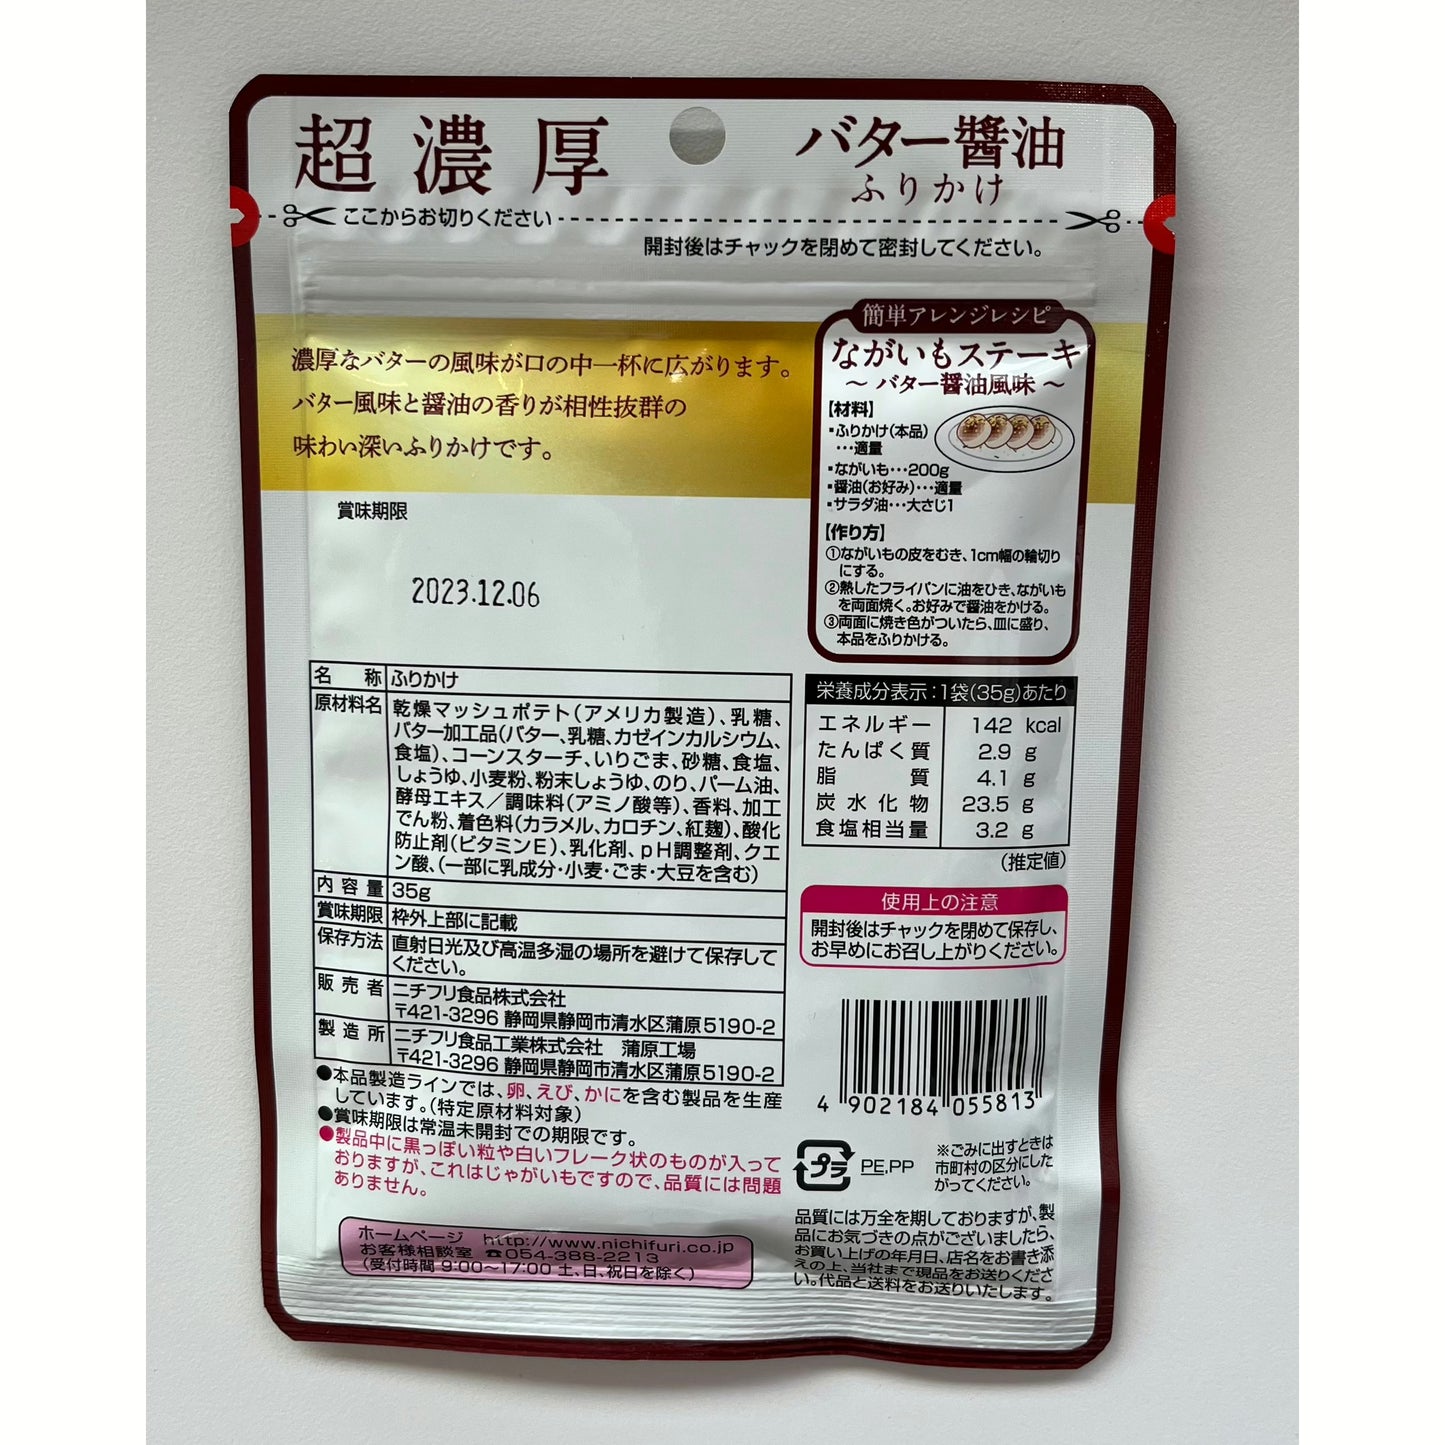 超濃厚
バター醬油
ふりかけ
ここからお切りください
開封後はチャックを閉めて密封してください。
濃厚なバターの風味が口の中一杯に広がります。
バター風味と醤油の香りが相性抜群の
味わい深いふりかけです。
賞味期限
2023.12.06
簡単アレンジレシピ
ながいもステーキ
～ バター醤油風味 ～
【材料】
・ふりかけ(本品)
…適量
・ながいも…200g
・醤油(お好み)…適量
・サラダ油…大さじ1
【作り方】
①ながいもの皮をむき、1cm幅の輪切り
にする。
②熱したフライパンに油をひき、ながいも
を両面焼く。お好みで醤油をかける。
③両面に焼き色がついたら、皿に盛り、
本品をふりかける。
名称 ふりかけ
原材料名 乾燥マッシュポテト(アメリカ製造)、乳糖、
バター加工品(バター、乳糖、カゼインカルシウム、
食塩)、コーンスターチ、いりごま、砂糖、食塩、
しょうゆ、小麦粉、粉末しょうゆ、のり、パーム油、
酵母エキス／調味料(アミノ酸等)、香料、加工
でん粉、着色料(カラメル、カロチン、紅麹)、酸化
防止剤(ビタミンE)、乳化剤、pH調整剤、クエ
ン酸、(一部に乳成分・小麦・ごま・大豆を含む)
内容量 35g
賞味期限 枠外上部に記載
保存方法 直射日光及び高温多湿の場所を避けて保存して
ください。
販売者 ニチフリ食品株式会社
〒421-3296 静岡県静岡市清水区蒲原5190-2
製造所 ニチフリ食品工業株式会社 蒲原工場
〒421-3296 静岡県静岡市清水区蒲原5190-2
●本品製造ラインでは、卵、えび、かにを含む製品を生産
しています。(特定原材料対象)
●賞味期限は常温未開封での期限です。
●製品中に黒っぽい粒や白いフレーク状のものが入って
おりますが、これはじゃがいもですので、品質には問題
ありません。
ホームページ http://www.nichifuri.co.jp
お客様相談室 ☎054-388-2213
(受付時間 9:00～17:00 土、日、祝日を除く)
栄養成分表示:1袋(35g)あたり
エネルギー 142 kcal
たんぱく質 2.9 g
脂質 4.1 g
炭水化物 23.5 g
食塩相当量 3.2 g
(推定値)
使用上の注意
開封後はチャックを閉めて保存し、
お早めにお召し上がりください。
4 902184 055813
プラ
PE,PP
※ごみに出すときは
市町村の区分にした
がってください。
品質には万全を期しておりますが、製
品にお気づきの点がございましたら、
お買い上げの年月日、店名をお書き添
えの上、当社まで現品をお送りくださ
い。代品と送料をお送りいたします。